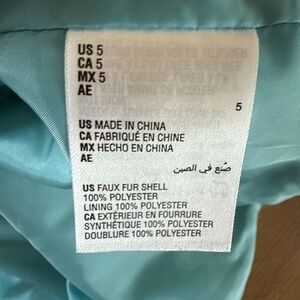 US 5
CA 5
MX 5
AE
5
US MADE IN CHINA
CA FABRIQUÉ EN CHINE
MX HECHO EN CHINA
AE
صُنع في الصين
US FAUX FUR SHELL
100% POLYESTER
LINING 100% POLYESTER
CA EXTÉRIEUR EN FOURRURE
SYNTHÉTIQUE 100% POLYESTER
DOUBLURE 100% POLYESTER